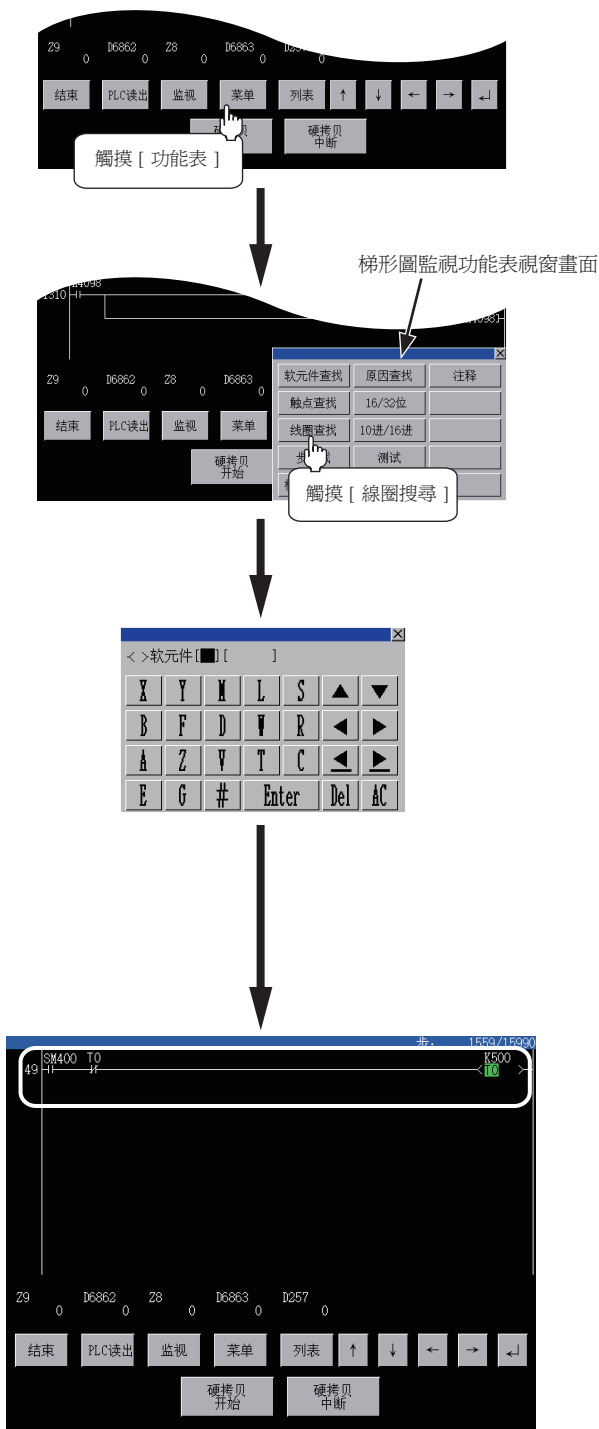 Z9 D6862 Z8 D6863
0 0 0 0 0
结束 PLC读出 监视 菜单 列表 ↑ ↓ ← → ↵
硬拷贝
中断
觸摸 [ 功能表 ]
梯形圖監視功能表視窗畫面
Z9 D6862 Z8 D6863
0 0 0 0
结束 PLC读出 监视 菜单
硬拷贝
开始
软元件查找 原因查找 注释
触点查找 16/32位
线圈查找 10进/16进
测试
觸摸 [ 線圈搜尋 ]
< >软元件[ ][ ]
X Y M L S ▲ ▼
B F D W R ◀ ▶
A Z V T C ◀ ▶
E G # Enter Del AC
步. 1559/15990
SM400 T0 K500
49 T0
Z9 D6862 Z8 D6863 D257
0 0 0 0 0
结束 PLC读出 监视 菜单 列表 ↑ ↓ ← → ↵
硬拷贝 硬拷贝
开始 中断